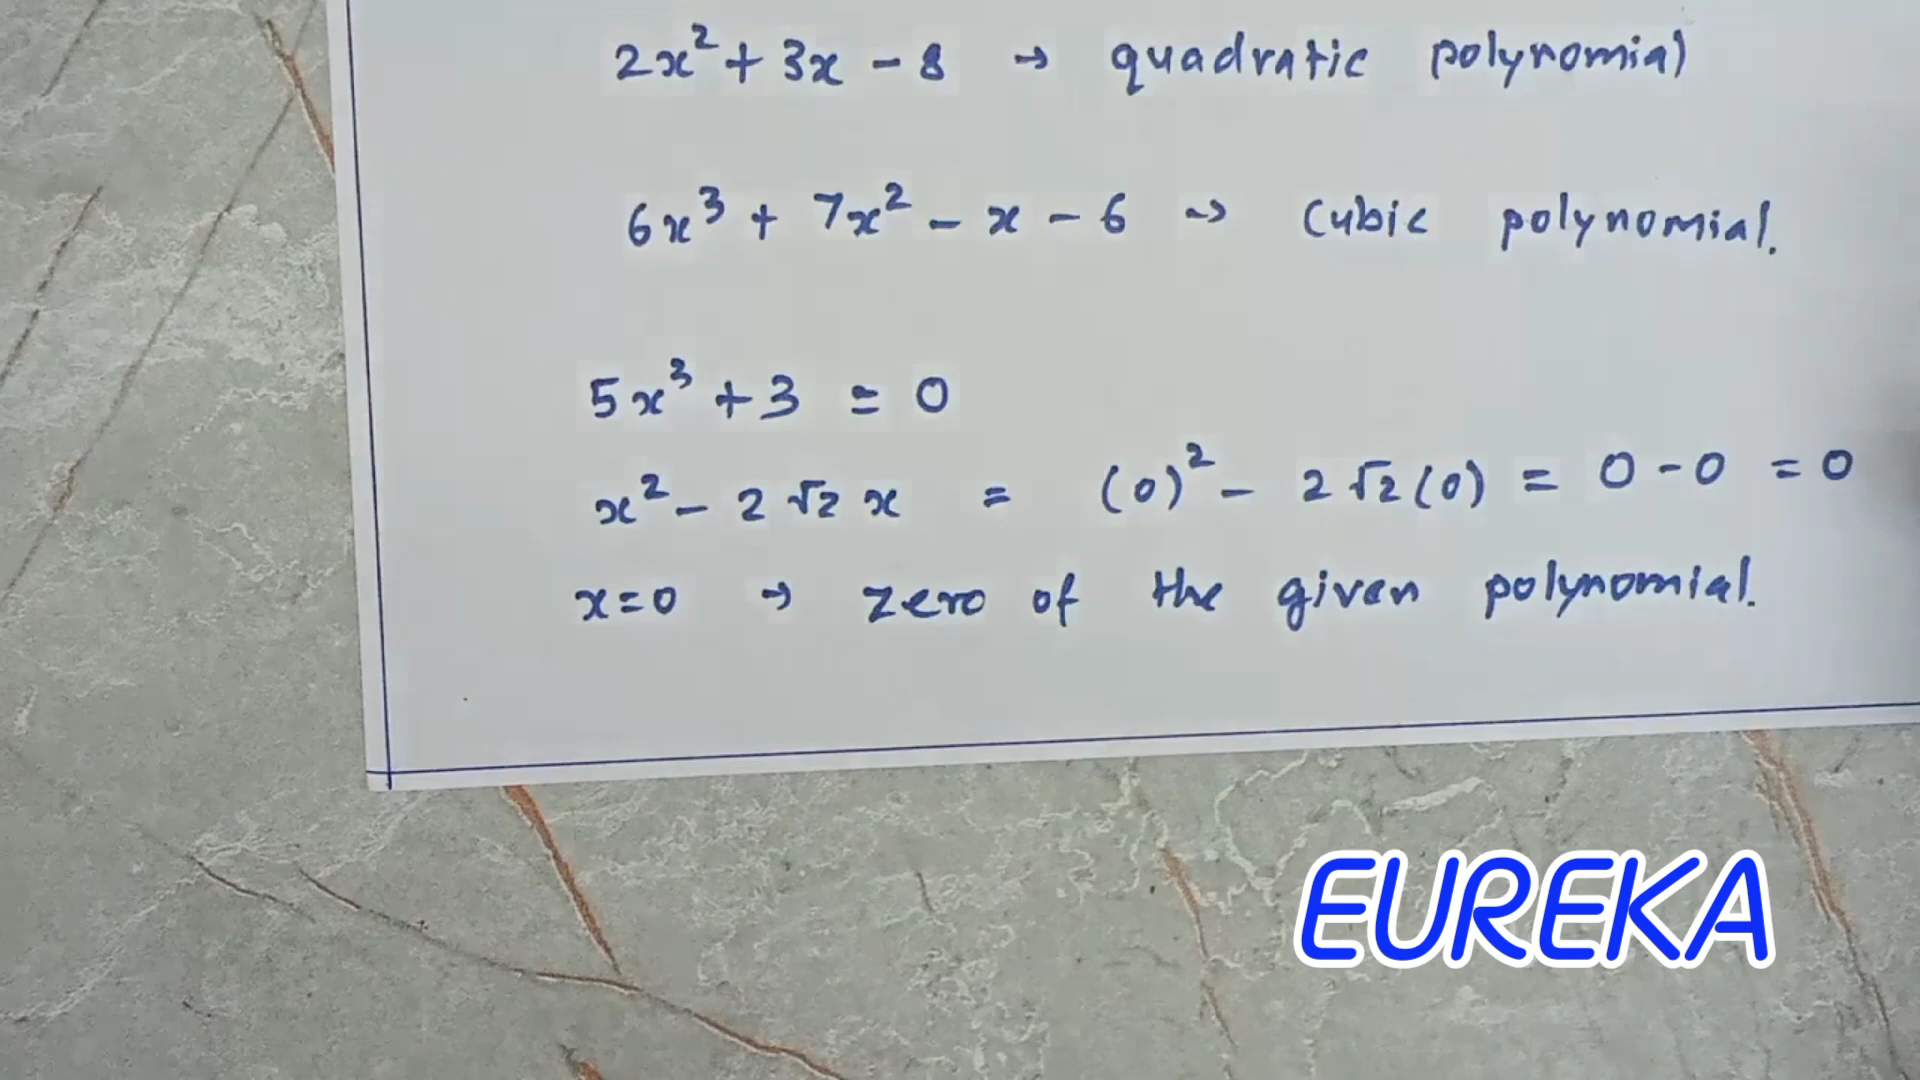 2x² + 3x - 8 → quadratic polynomial
6x³ + 7x² - x - 6 → cubic polynomial.
5x³ + 3 = 0
x² - 2√2 x = (0)² - 2√2(0) = 0 - 0 = 0
x=0 → zero of the given polynomial.
EUREKA